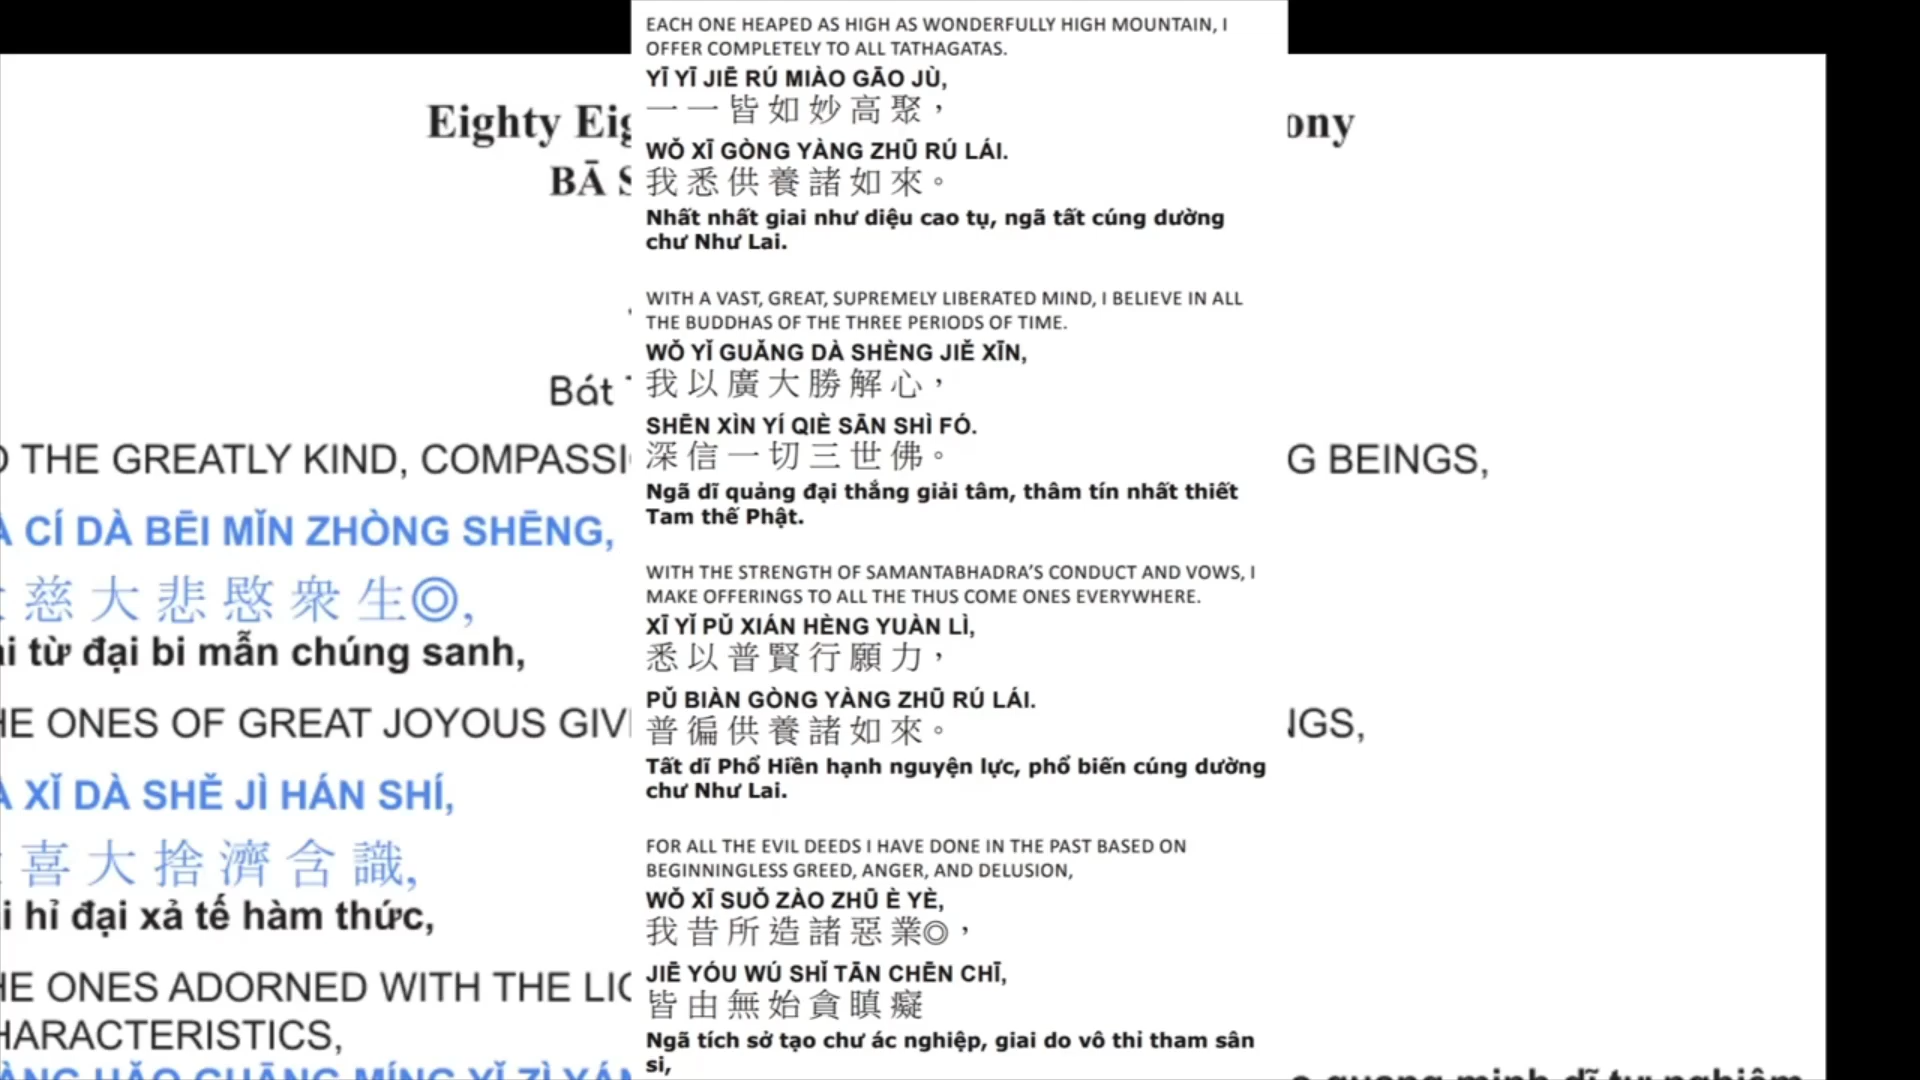 EACH ONE HEAPED AS HIGH AS WONDERFULLY HIGH MOUNTAIN, I
OFFER COMPLETELY TO ALL TATHAGATAS.
YĪ YĪ JIĒ RÚ MIÀO GĀO JÙ,
一一皆如妙高聚，
WǑ XĪ GÒNG YÀNG ZHŪ RÚ LÁI.
我悉供養諸如來。
Nhất nhất giai như diệu cao tụ, ngã tất cúng dường
chư Như Lai.
WITH A VAST, GREAT, SUPREMELY LIBERATED MIND, I BELIEVE IN ALL
THE BUDDHAS OF THE THREE PERIODS OF TIME.
WǑ YǏ GUǍNG DÀ SHÈNG JIĚ XĪN,
我以廣大勝解心，
SHĒN XÌN YÍ QIÈ SĀN SHÌ FÓ.
深信一切三世佛。
Ngã dĩ quảng đại thắng giải tâm, thâm tín nhất thiết
Tam thế Phật.
WITH THE STRENGTH OF SAMANTABHADRA’S CONDUCT AND VOWS, I
MAKE OFFERINGS TO ALL THE THUS COME ONES EVERYWHERE.
XĪ YǏ PǓ XIÁN HÈNG YUÀN LÌ,
悉以普賢行願力，
PǓ BIÀN GÒNG YÀNG ZHŪ RÚ LÁI.
普徧供養諸如來。
Tất dĩ Phổ Hiền hạnh nguyện lực, phổ biến cúng dường
chư Như Lai.
FOR ALL THE EVIL DEEDS I HAVE DONE IN THE PAST BASED ON
BEGINNINGLESS GREED, ANGER, AND DELUSION,
WǑ XĪ SUǑ ZÀO ZHŪ È YÈ,
我昔所造諸惡業◎，
JIĒ YÓU WÚ SHǏ TĀN CHĒN CHĪ,
皆由無始貪瞋癡
Ngã tích sở tạo chư ác nghiệp, giai do vô thỉ tham sân
si,
Eighty
BĀ
Bát
THE GREATLY KIND,
BEINGS,
CÍ DÀ BĒI MǏN ZHÒNG SHĒNG,
慈大悲愍衆生◎,
từ đại bi mẫn chúng sanh,
ONES OF GREAT JOYOUS
XǏ DÀ SHĚ JÌ HÁN SHÍ,
喜大捨濟含識,
hỉ đại xả tế hàm thức,
ONES ADORNED WITH THE